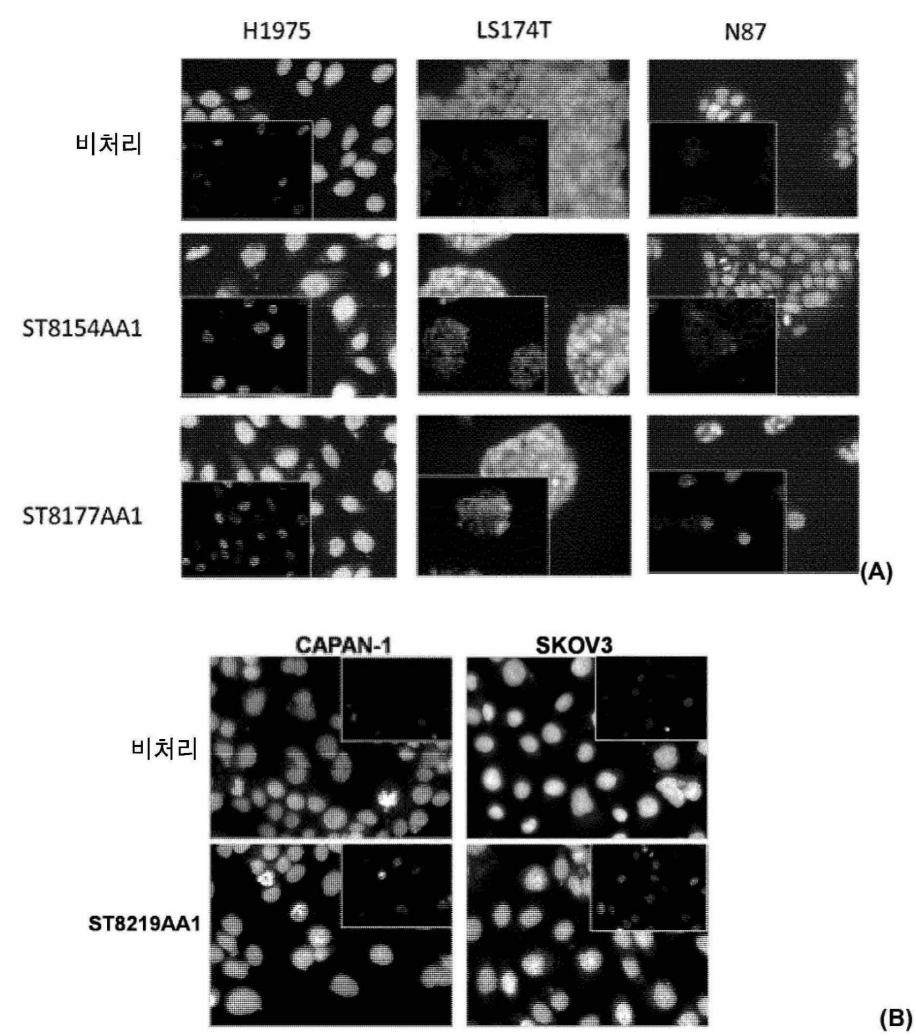 H1975 LS174T N87
비처리
ST8154AA1
ST8177AA1
(A)
CAPAN-1 SKOV3
비처리
ST8219AA1
(B)